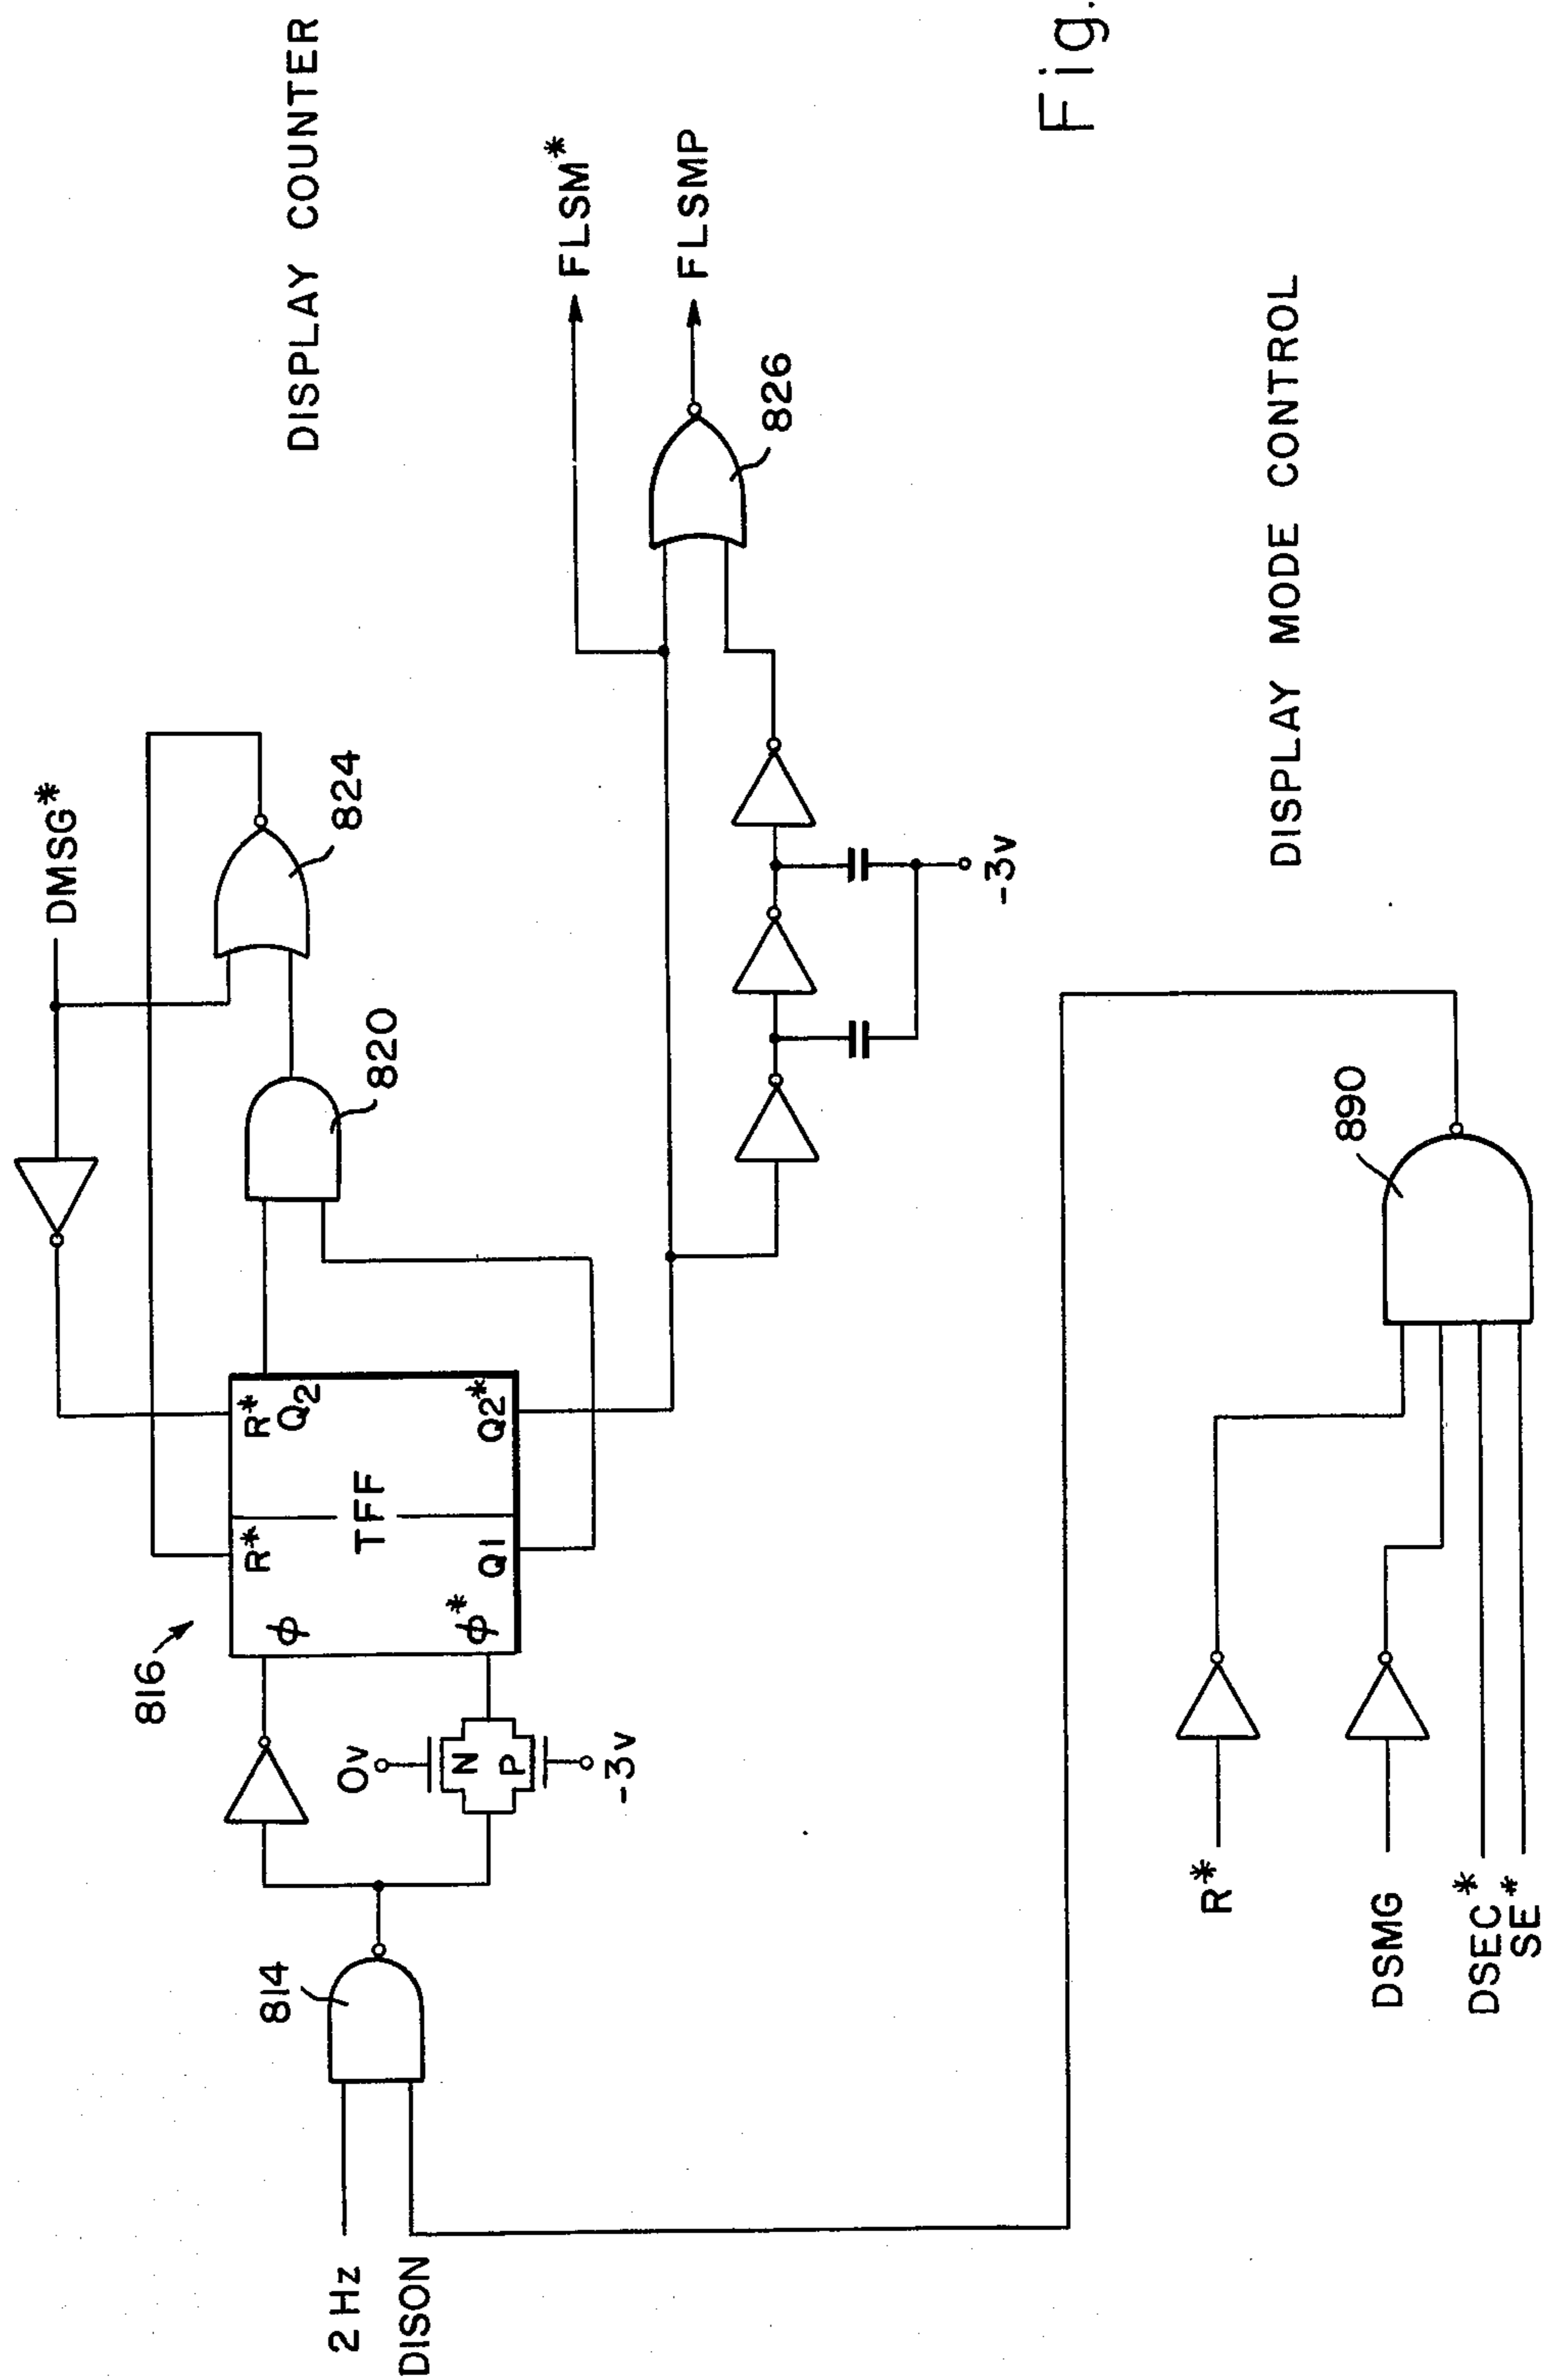 DISPLAY COUNTER
DMSG*
824
820
816
R*
R*
Q2
TFF
φ
φ*
Q1
Q2*
0v
N
P
-3v
814
2 Hz
DISON
FLSM*
FLSMP
826
-3v
Fig.
DISPLAY MODE CONTROL
890
R*
DSMG
DSEC*
SE*